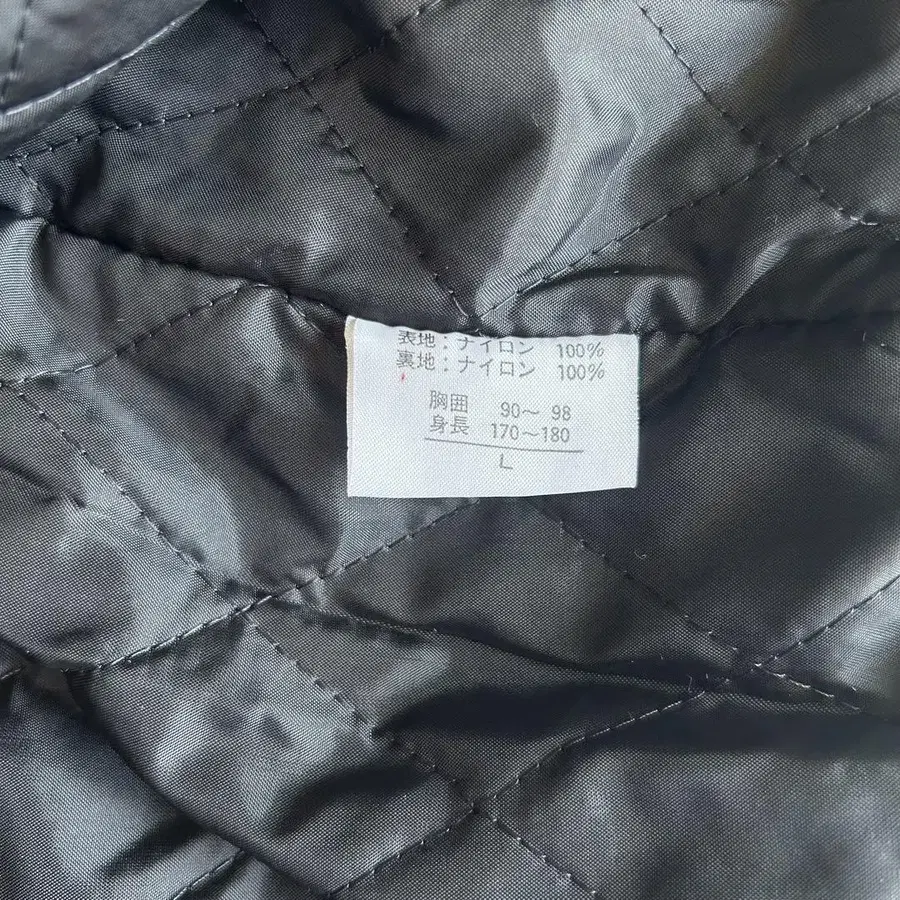 表地:ナイロン 100%
裏地:ナイロン 100%
胸囲 90〜 98
身長 170〜180
L